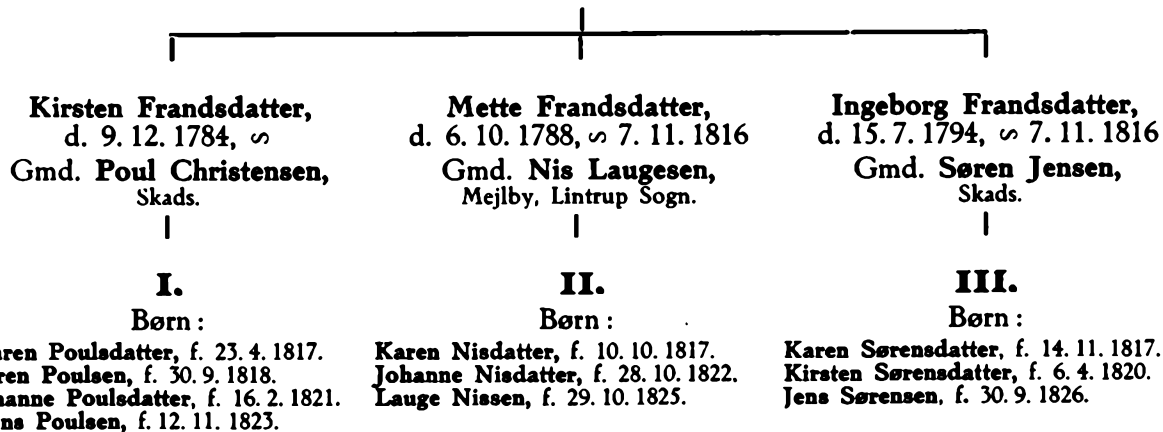 Kirsten Frandsdatter,
d. 9. 12. 1784, ∽
Gmd. Poul Christensen,
Skads.
I.
Børn :
Poulsdatter, f. 23. 4. 1817.
Poulsen, f. 30. 9. 1818.
Poulsdatter, f. 16. 2. 1821.
Poulsen, f. 12. 11. 1823.
Mette Frandsdatter,
d. 6. 10. 1788, ∽ 7. 11. 1816
Gmd. Nis Laugesen,
Mejlby, Lintrup Sogn.
II.
Børn :
Karen Nisdatter, f. 10. 10. 1817.
Johanne Nisdatter, f. 28. 10. 1822.
Lauge Nissen, f. 29. 10. 1825.
Ingeborg Frandsdatter,
d. 15. 7. 1794, ∽ 7. 11. 1816
Gmd. Søren Jensen,
Skads.
III.
Børn :
Karen Sørensdatter, f. 14. 11. 1817.
Kirsten Sørensdatter, f. 6. 4. 1820.
Jens Sørensen, f. 30. 9. 1826.